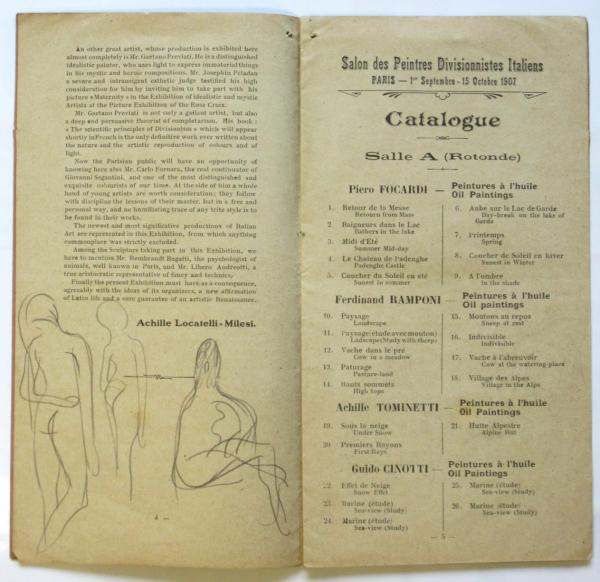 An other great artist, whose production is exhibited here
almost completely is Mr. Gaetano Previati. He is a distinguished
idealistic painter, who uses light to express immaterial things
in his mystic and heroic compositions. Mr. Josephin Péladan
a severe and intransigent esthetic judge testified his high
consideration for him by inviting him to take part with his
picture « Maternity » in the Exhibition of idealistic and mystic
Artists at the Picture Exhibition of the Rose Croix.
Mr. Gaetano Previati is not only a gallant artist, but also
a deep and persuasive theorist of completarism. His book:
« The scientific principles of Divisionism » which will appear
shortly in French is the only definitive work ever written about
the nature and the artistic reproduction of colours and of
light.
Now the Parisian public will have an opportunity of
knowing here also Mr. Carlo Fornara, the real continuator of
Giovanni Segantini, and one of the most distinguished and
exquisite colourists of our time. At the side of him a whole
head of young artists are worth consideration; they follow
with discipline the lessons of their master, but in a free and
personal way, and no humiliating trace of any trite style is to
be found in their works.
The newest and most significative productions of Italian
Art are represented in this Exhibition, from which anything
commonplace was strictly excluded.
Among the Sculptures taking part in this Exhibition, we
have to mention Mr. Rembrandt Bugatti, the psychologist of
animals, well known in Paris, and Mr. Libero Andreotti, a
true aristocratic representative of fancy and technics.
Finally the present Exhibition must have as a consequence,
agreeably with the ideas of its organizers, a new affirmation
of Latin life and a core guarantee of an artistic Renaissance.
Achille Locatelli - Milesi.
— 4 —
Salon des Peintres Divisionnistes Italiens
PARIS — 1er Septembre - 15 Octobre 1907
Catalogue
Salle A (Rotonde)
Piero FOCARDI — Peintures à l'huile
Oil Paintings
1. Retour de la Messe
Retourn from Mass
2. Baigneurs dans le Lac
Bathers in the lake
3. Midi d'Été
Summer Mid-day
4. Le Chateau de Padenghe
Padenghe Castle
5. Coucher du Soleil en été
Sunest in sommer
6. Aube sur le Lac de Garde
Day-break on the lake of
Garda
7. Printemps
Spring
8. Coucher de Soleil en hiver
Sunest in Winter
9. A l'ombre
In the shade
Ferdinand RAMPONI — Peintures à l'huile
Oil paintings
10. Paysage
Landscape
11. Paysage (étude avec mouton)
Ladscape (Study with sheep)
12. Vache dans le pré
Cow in a meadow
13. Paturage
Pasture-land
14. Hauts sommets
High tops
15. Moutons au repos
Sheep at rest
16. Indivisible
Indivisible
17. Vache à l'abreuvoir
Cow at the watering-place
18. Village des Alpes
Village in the Alps
Achille TOMINETTI — Peintures à l'huile
Oil Paintings
19. Sous la neige
Under Snow
20. Premiers Rayons
First Rays
21. Hutte Alpestre
Alpine Hut
Guido CINOTTI — Peintures à l'huile
Oil Paintings
22. Effet de Neige
Snow Effet
23. Marine (étude)
Sea-view (Study)
24. Marine (étude)
Sea-view (Study)
25. Marine (étude)
Sea-view (Study)
26. Marine (étude)
Sea-view (Study)
— 5 —